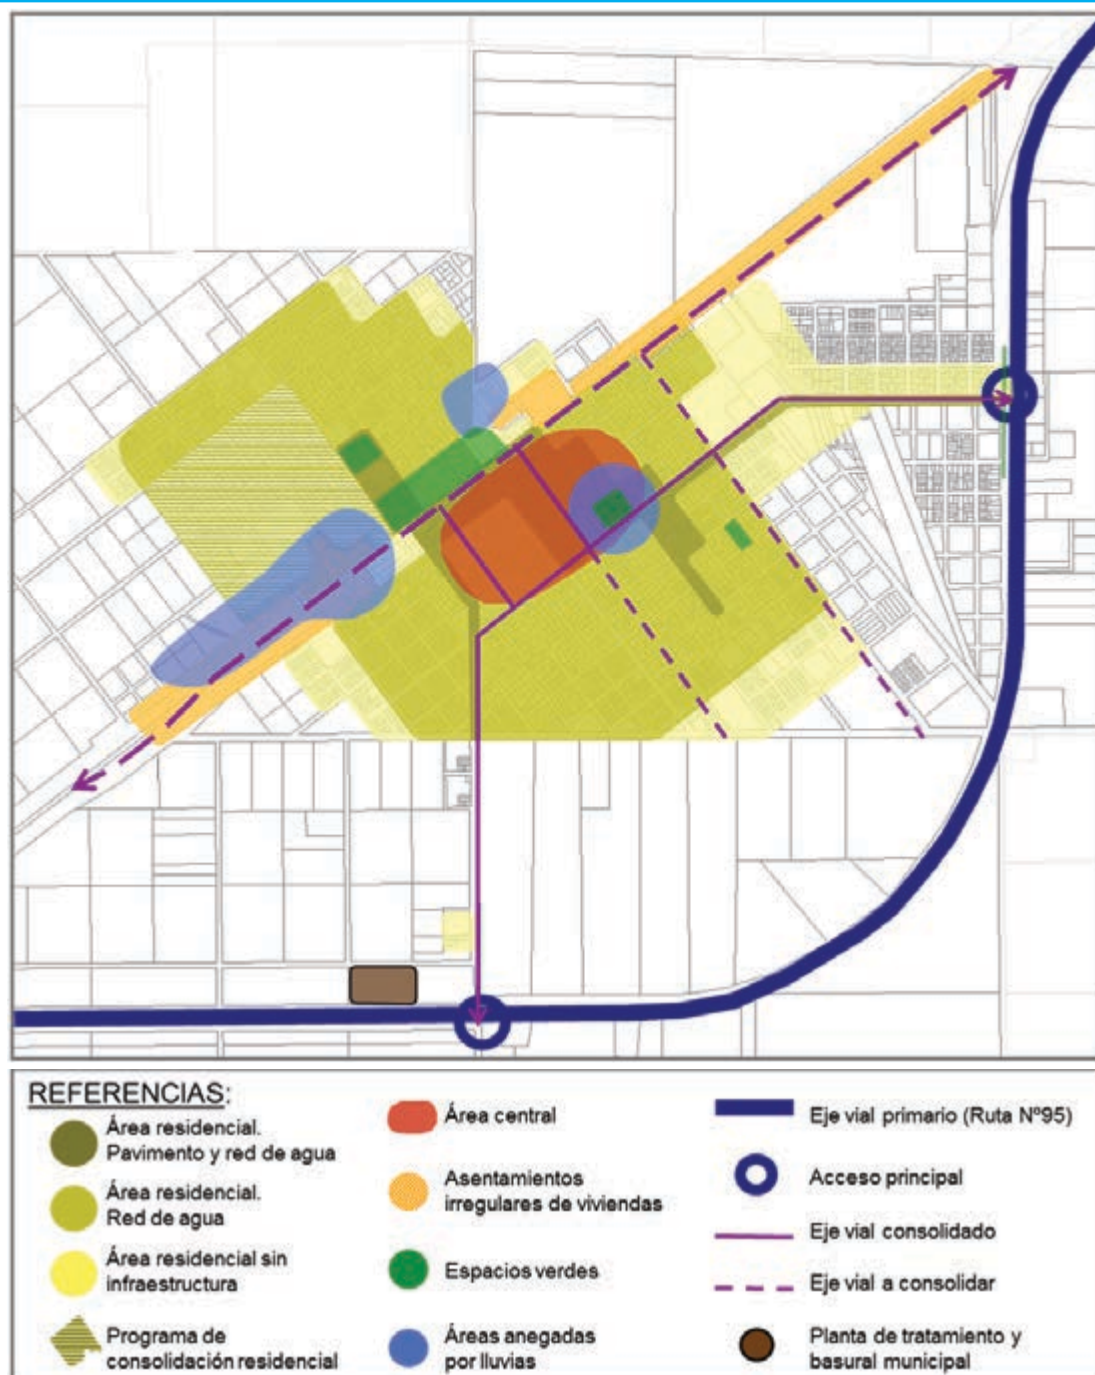 REFERENCIAS:
Área residencial.
Pavimento y red de agua
Área residencial.
Red de agua
Área residencial sin
infraestructura
Programa de
consolidación residencial
Área central
Asentamientos
irregulares de viviendas
Espacios verdes
Áreas anegadas
por lluvias
Eje vial primario (Ruta Nº95)
Acceso principal
Eje vial consolidado
Eje vial a consolidar
Planta de tratamiento y
basural municipal